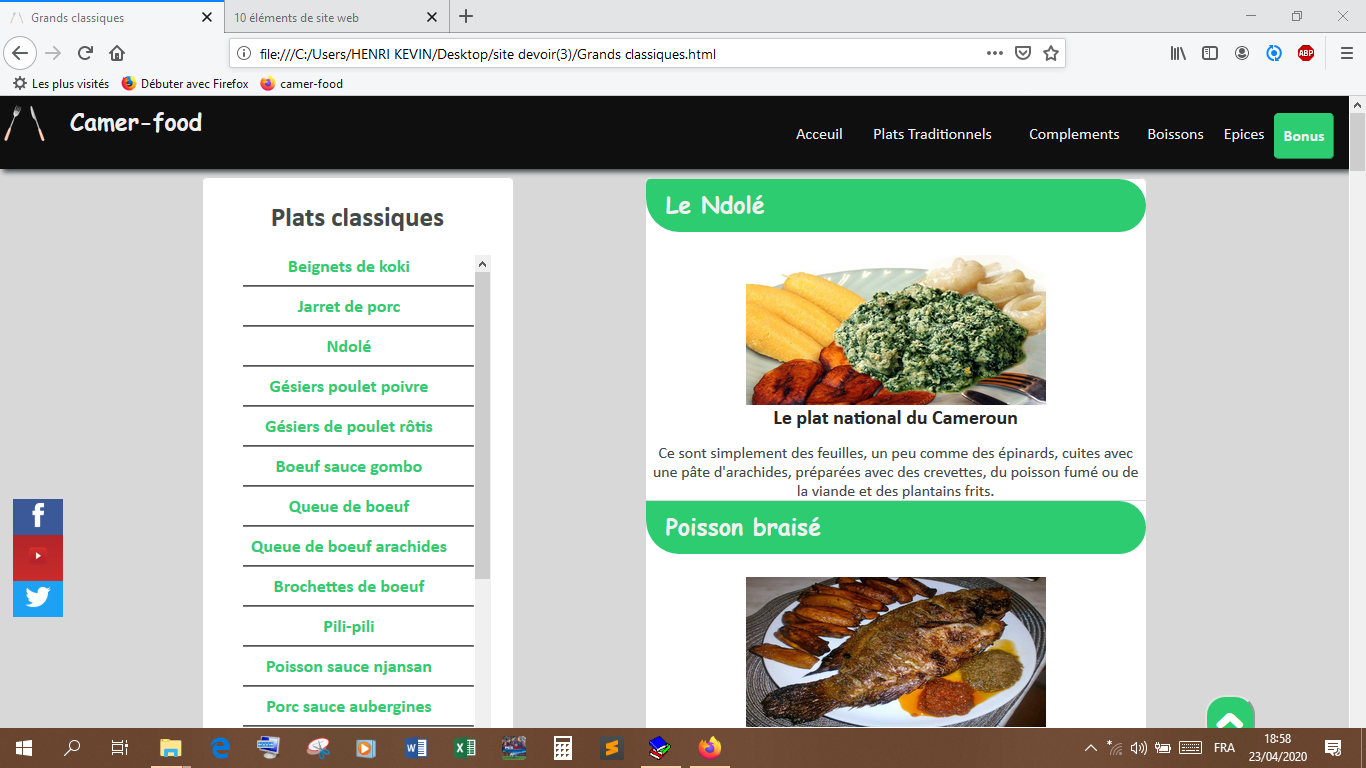 Grands classiques
10 éléments de site web
file:///C:/Users/HENRI KEVIN/Desktop/site devoir(3)/Grands classiques.html
ABP
Les plus visités
Débuter avec Firefox
camer-food
Camer-food
Acceuil
Plats Traditionnels
Complements
Boissons
Epices
Bonus
Plats classiques
Beignets de koki
Jarret de porc
Ndolé
Gésiers poulet poivre
Gésiers de poulet rôtis
Boeuf sauce gombo
Queue de boeuf
Queue de boeuf arachides
Brochettes de boeuf
Pili-pili
Poisson sauce njansan
Porc sauce aubergines
Le Ndolé
Le plat national du Cameroun
Ce sont simplement des feuilles, un peu comme des épinards, cuites avec
une pâte d'arachides, préparées avec des crevettes, du poisson fumé ou de
la viande et des plantains frits.
Poisson braisé
FRA
18:58
23/04/2020